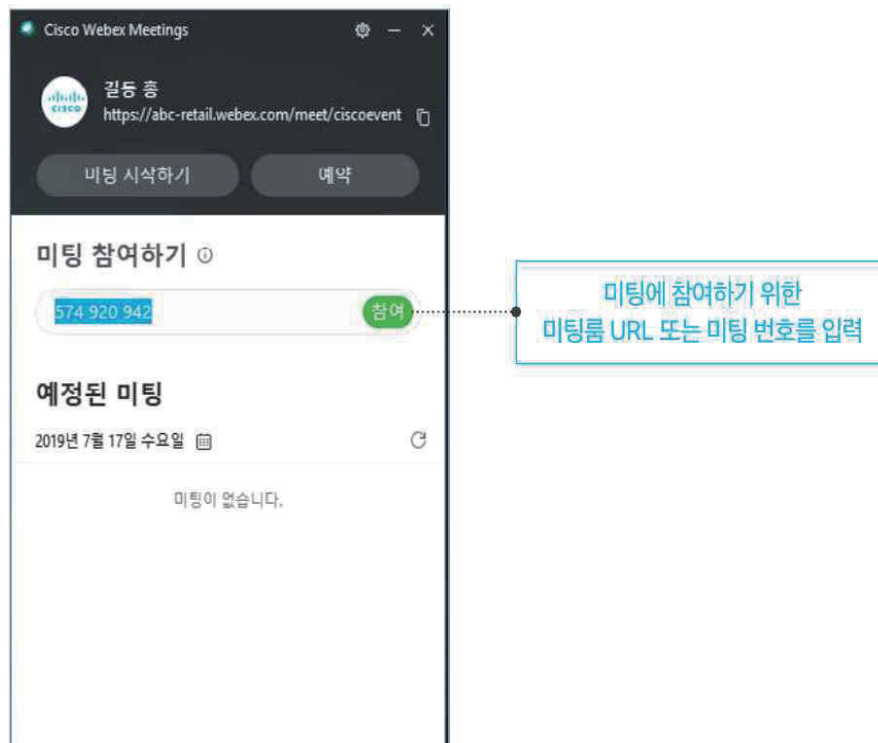 Cisco Webex Meetings
CISCO
길동 홍
https://abc-retail.webex.com/meet/ciscoevent
미팅 시작하기
예약
미팅 참여하기
574 920 942
참여
미팅에 참여하기 위한
미팅룸 URL 또는 미팅 번호를 입력
예정된 미팅
2019년 7월 17일 수요일
미팅이 없습니다.